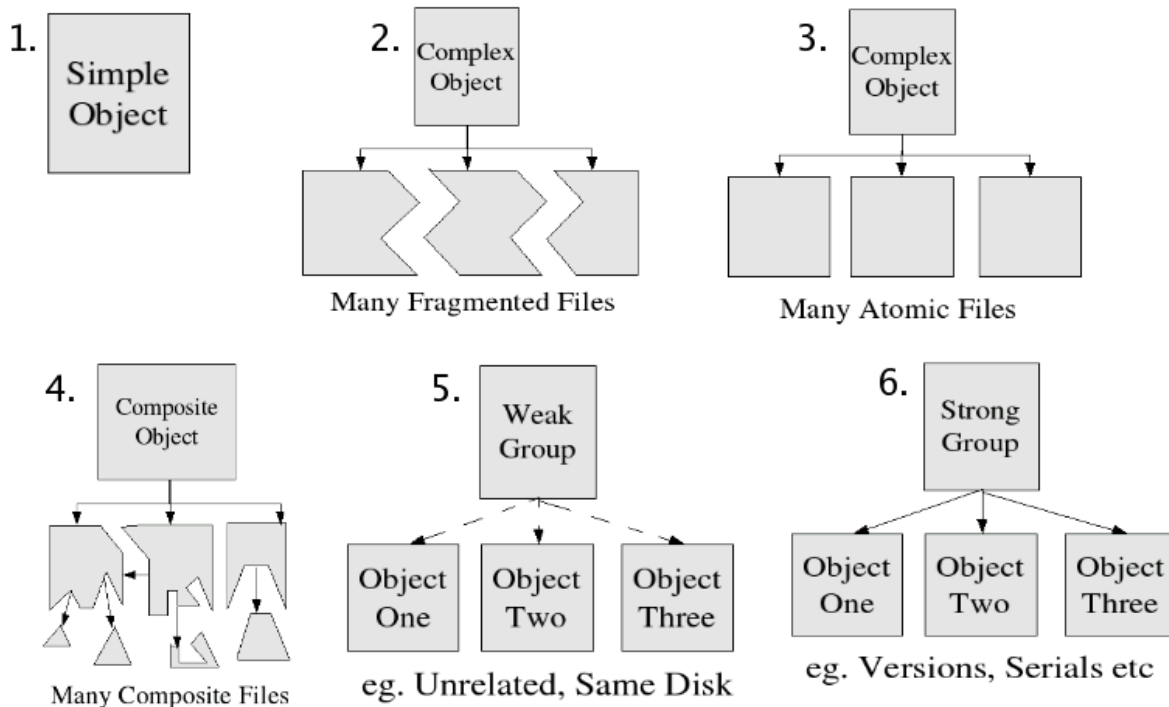 1.
Simple
Object
2.
Complex
Object
Many Fragmented Files
3.
Complex
Object
Many Atomic Files
4.
Composite
Object
Many Composite Files
5.
Weak
Group
Object
One
Object
Two
Object
Three
eg. Unrelated, Same Disk
6.
Strong
Group
Object
One
Object
Two
Object
Three
eg. Versions, Serials etc